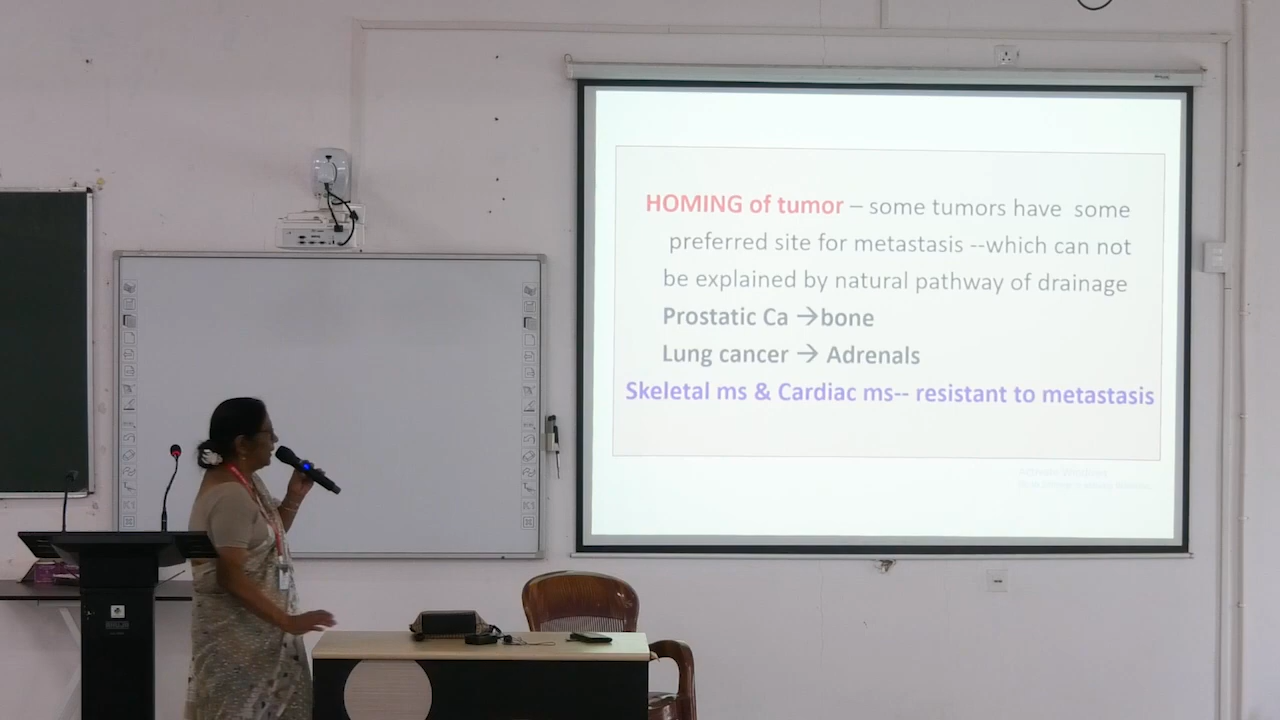 HOMING of tumor – some tumors have some
preferred site for metastasis --which can not
be explained by natural pathway of drainage
Prostatic Ca →bone
Lung cancer → Adrenals
Skeletal ms & Cardiac ms-- resistant to metastasis